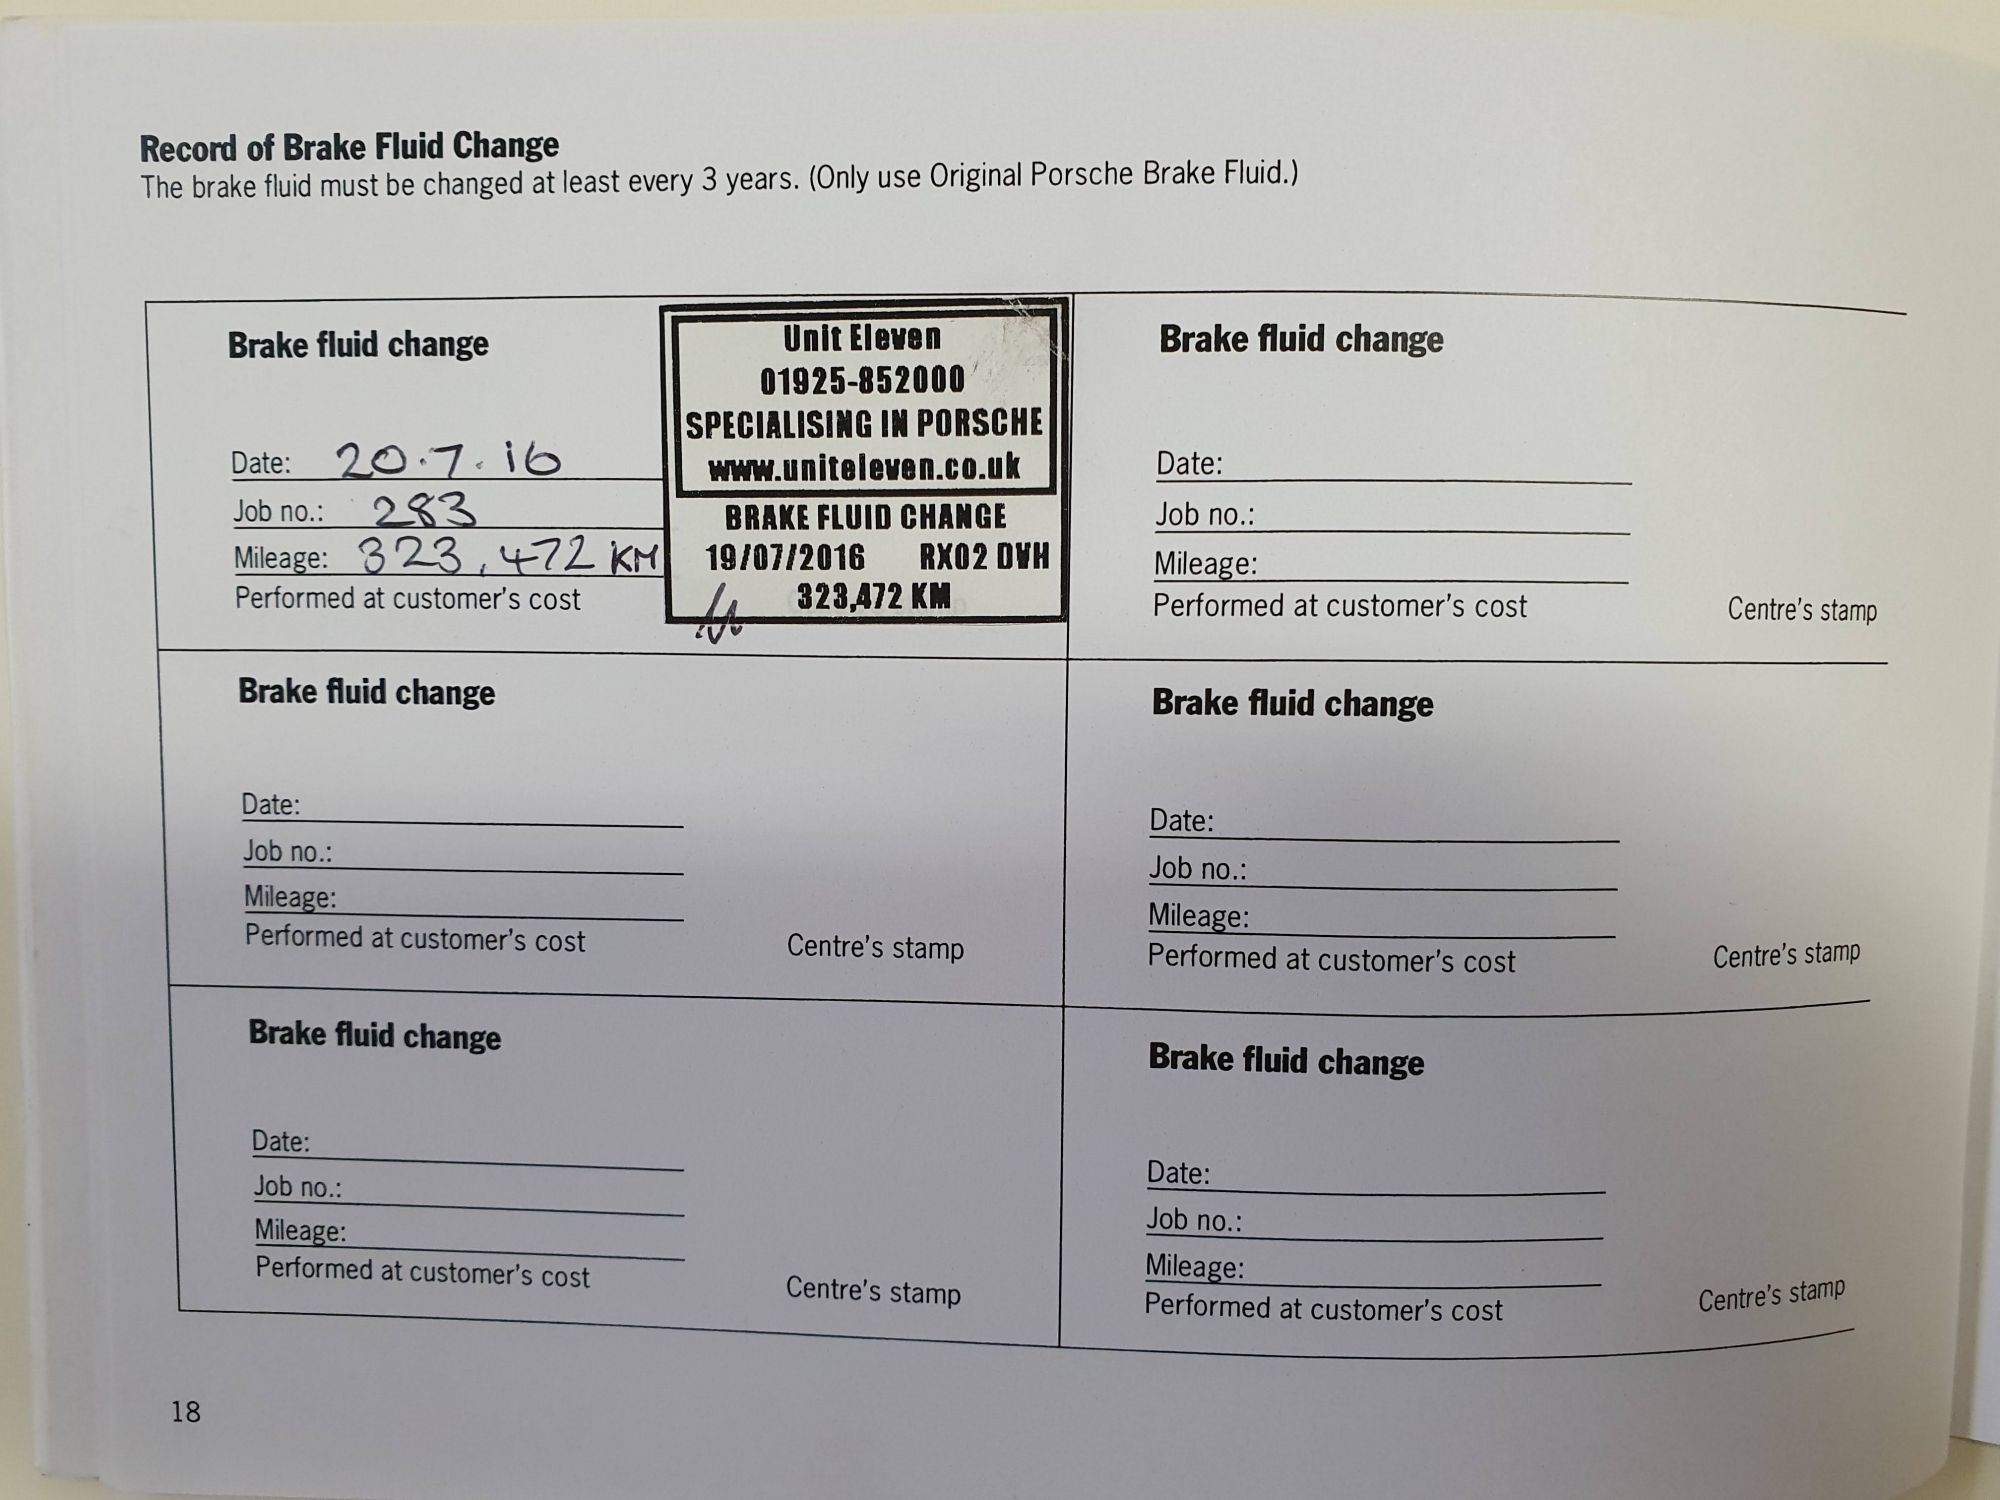 Record of Brake Fluid Change
The brake fluid must be changed at least every 3 years. (Only use Original Porsche Brake Fluid.)
Brake fluid change
Date: 20.7.16
Job no.: 283
Mileage: 323,472 KM
Performed at customer's cost
Unit Eleven
01925-852000
SPECIALISING IN PORSCHE
www.uniteleven.co.uk
BRAKE FLUID CHANGE
19/07/2016 RX02 DVH
323,472 KM
Brake fluid change
Date:
Job no.:
Mileage:
Performed at customer's cost Centre's stamp
Brake fluid change
Date:
Job no.:
Mileage:
Performed at customer's cost Centre's stamp
Brake fluid change
Date:
Job no.:
Mileage:
Performed at customer's cost Centre's stamp
Brake fluid change
Date:
Job no.:
Mileage:
Performed at customer's cost Centre's stamp
Brake fluid change
Date:
Job no.:
Mileage:
Performed at customer's cost Centre's stamp
18